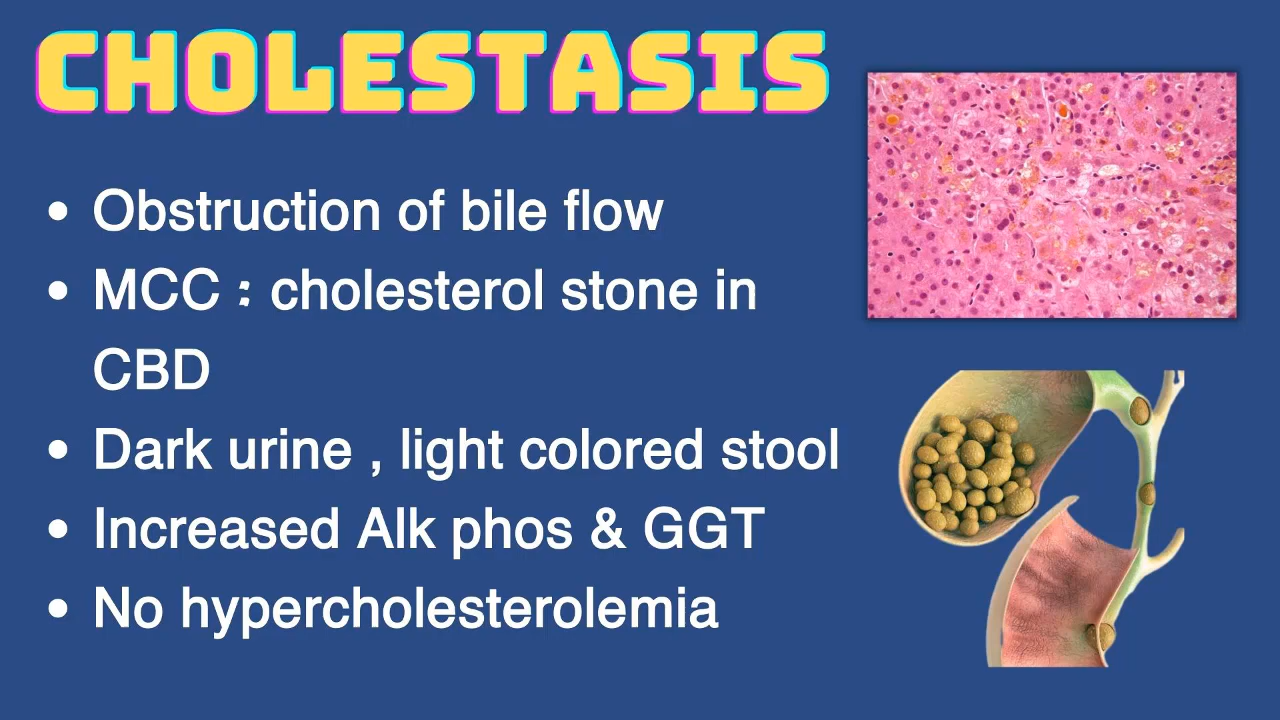 CHOLESTASIS
• Obstruction of bile flow
• MCC : cholesterol stone in
CBD
• Dark urine , light colored stool
• Increased Alk phos & GGT
• No hypercholesterolemia